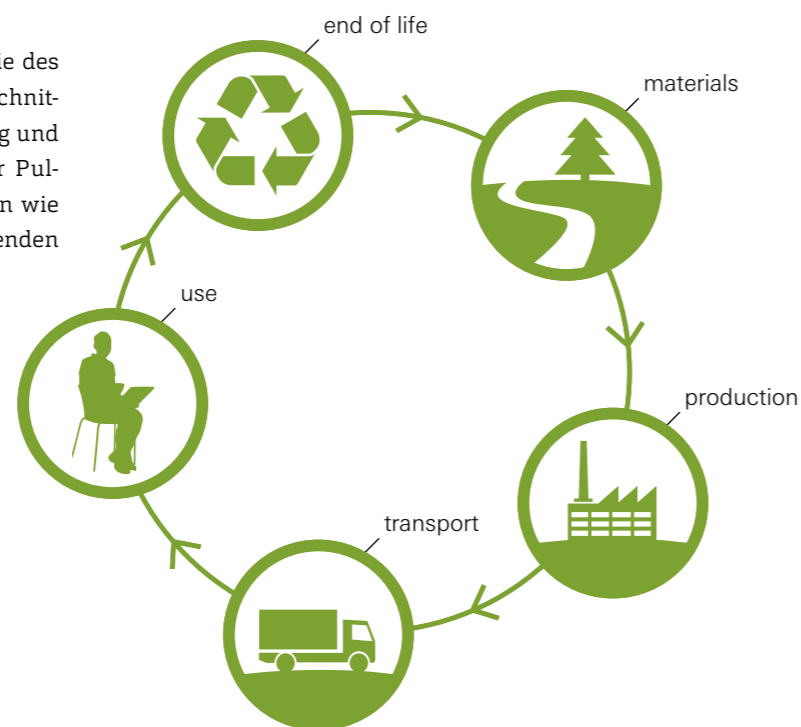 ie des
chnit-
g und
r Pul-
n wie
enden
end of life
materials
use
production
transport